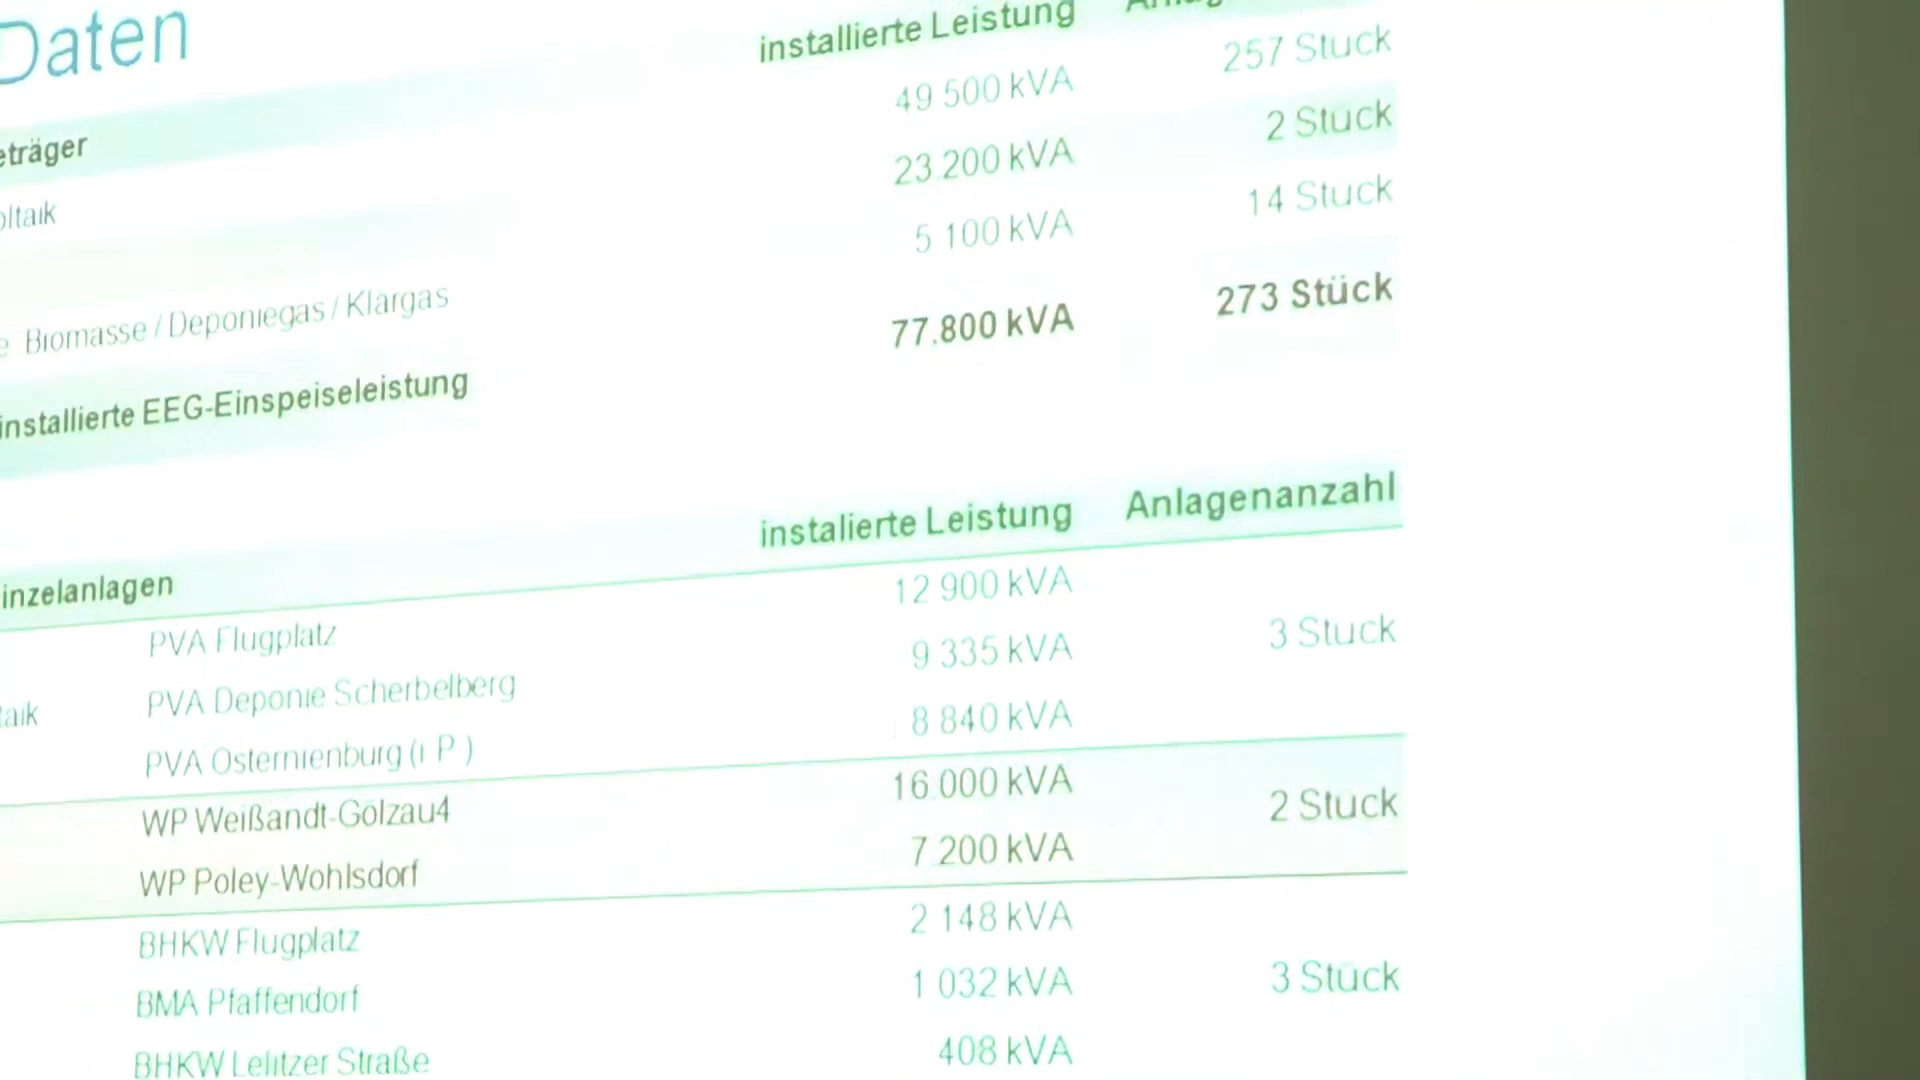 Daten
installierte Leistung
eträger 49 500 kVA 257 Stuck
oltaik 23 200 kVA 2 Stuck
5 100 kVA 14 Stuck
e Biomasse / Deponiegas / Klargas
installierte EEG-Einspeiseleistung 77.800 kVA 273 Stück
inzelanlagen instalierte Leistung Anlagenanzahl
PVA Flugplatz 12 900 kVA
taik PVA Deponie Scherbelberg 9 335 kVA 3 Stuck
PVA Osternienburg (i P )
8 840 kVA
WP Weißandt-Gölzau4 16.000 kVA
WP Poley-Wohlsdorf 7 200 kVA 2 Stuck
BHKW Flugplatz 2 148 kVA
BMA Pfaffendorf 1 032 kVA 3 Stück
BHKW Lelitzer Straße 408 kVA